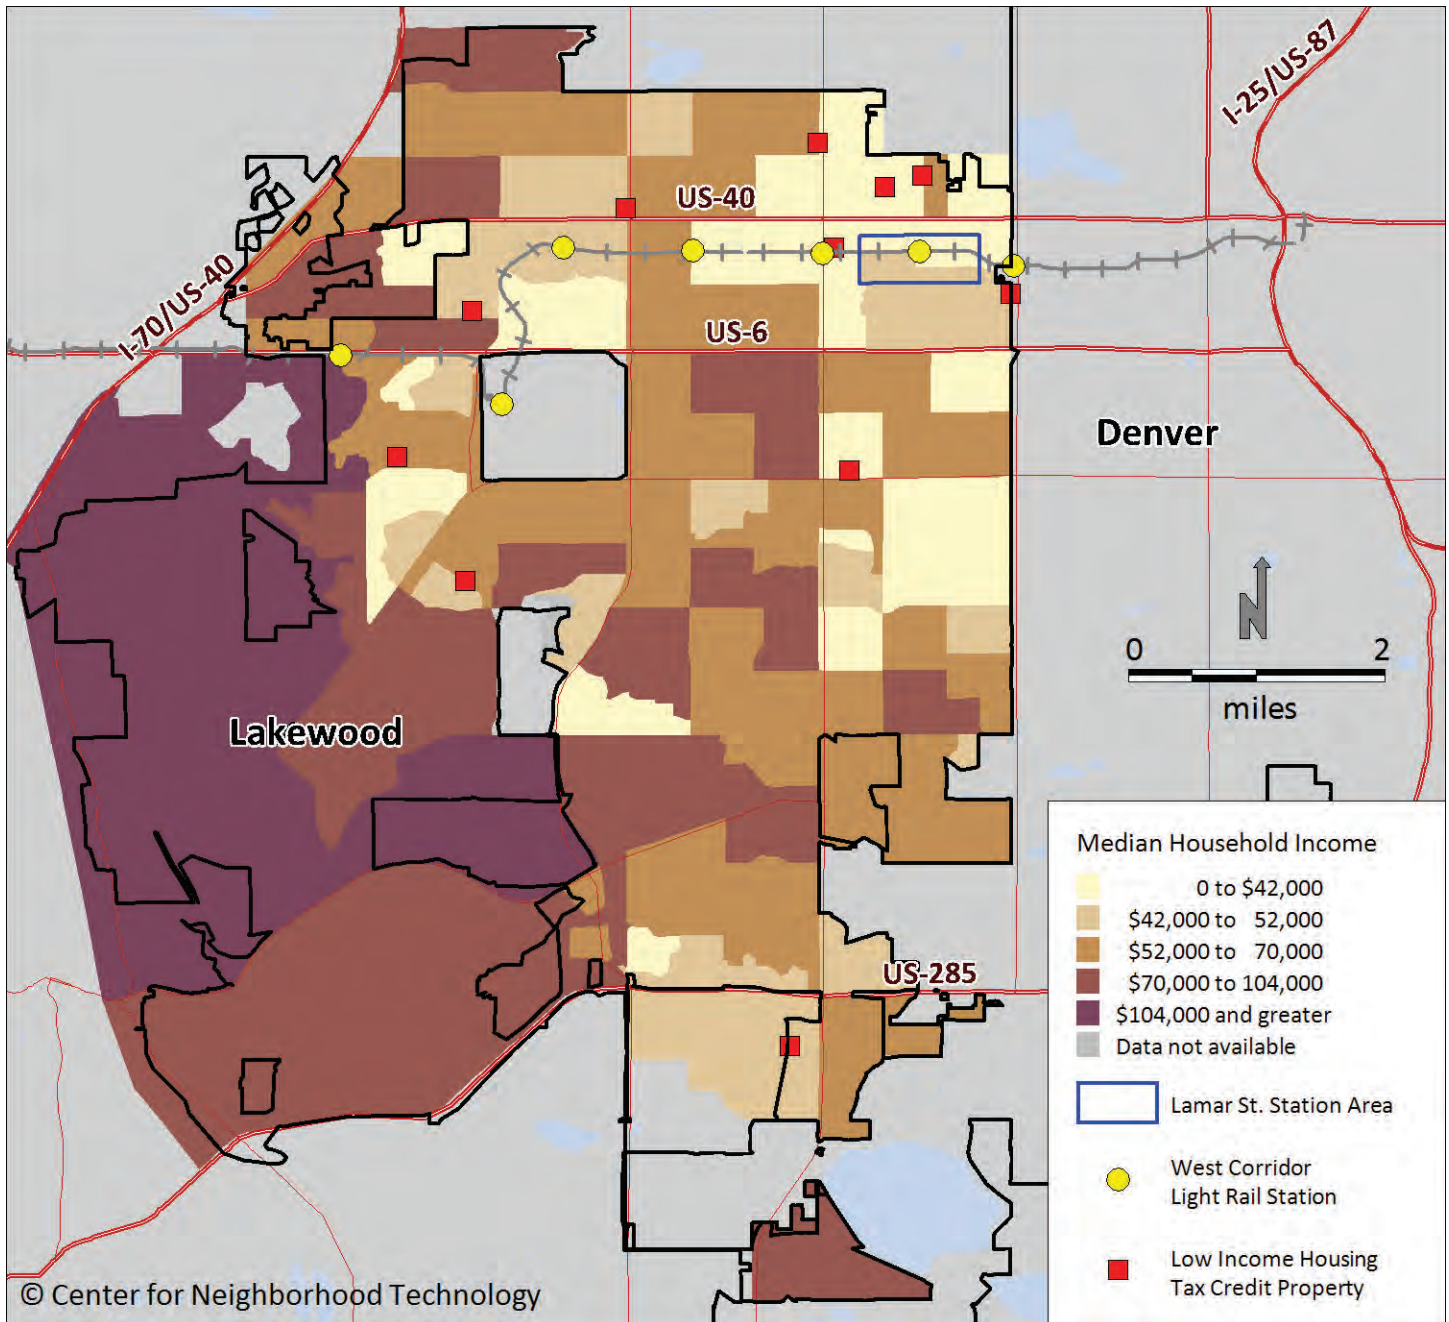 I-25/US-87
US-40
I-70/US-40
US-6
Denver
Lakewood
US-285
0 2
miles
Median Household Income
0 to $42,000
$42,000 to 52,000
$52,000 to 70,000
$70,000 to 104,000
$104,000 and greater
Data not available
Lamar St. Station Area
West Corridor
Light Rail Station
Low Income Housing
Tax Credit Property
N
© Center for Neighborhood Technology